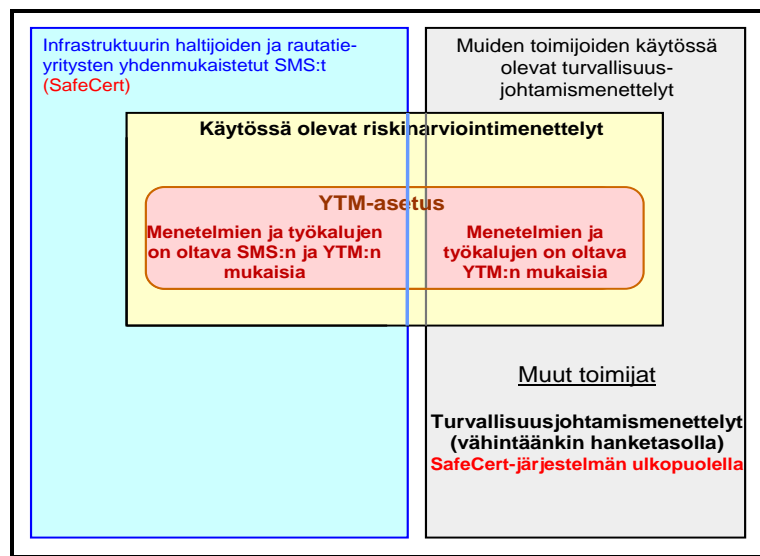 Infrastruktuurin haltijoiden ja rautatie-
yritysten yhdenmukaistetut SMS:t
(SafeCert)
Muiden toimijoiden käytössä
olevat turvallisuus-
johtamismenettelyt
Käytössä olevat riskinarviointimenettelyt
YTM-asetus
Menetelmien ja työkalujen
on oltava SMS:n ja YTM:n
mukaisia
Menetelmien ja
työkalujen on oltava
YTM:n mukaisia
Muut toimijat
Turvallisuusjohtamismenettelyt
(vähintäänkin hanketasolla)
SafeCert-järjestelmän ulkopuolella